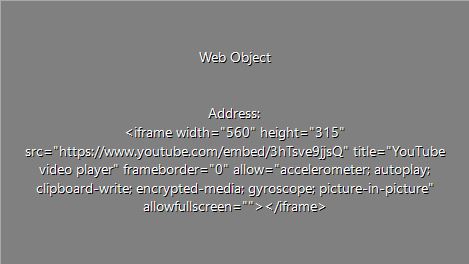 Web Object
Address:
<iframe width="560" height="315"
src="https://www.youtube.com/embed/3hTsve9jjsQ" title="YouTube
video player" frameborder="0" allow="accelerometer; autoplay;
clipboard-write; encrypted-media; gyroscope; picture-in-picture"
allowfullscreen=""></iframe>